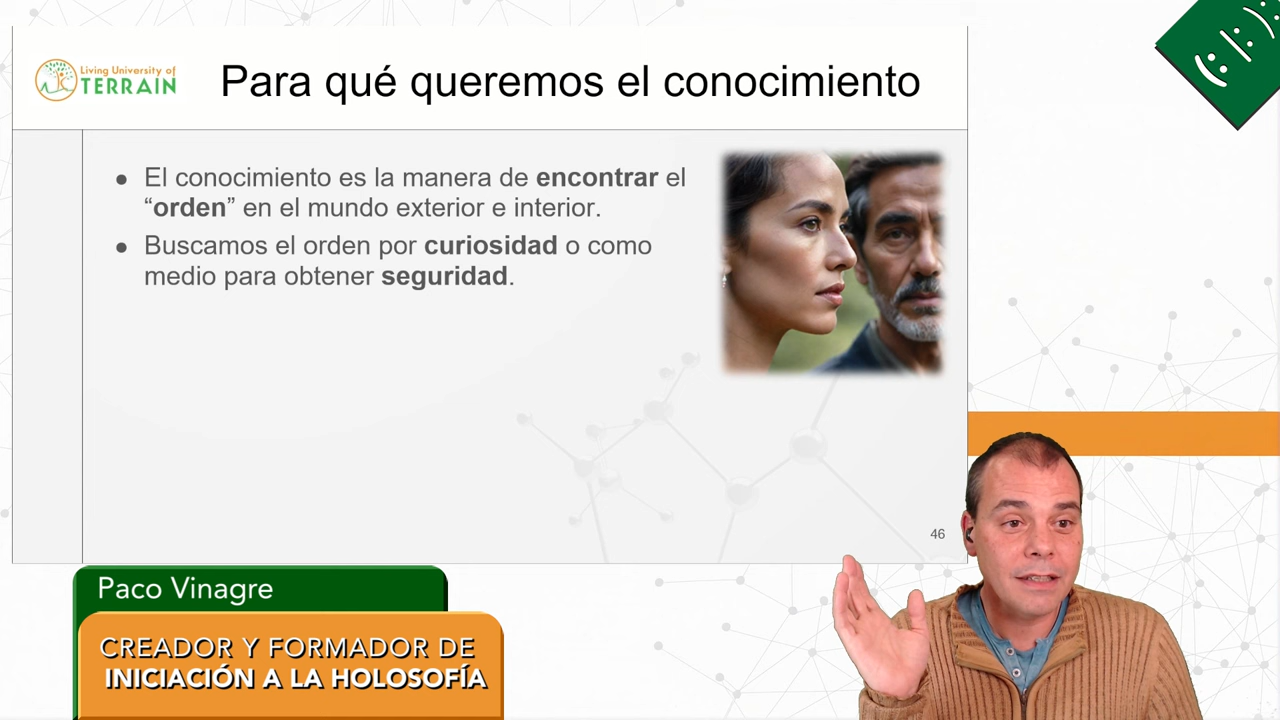 Living University of
TERRAIN
Para qué queremos el conocimiento
● El conocimiento es la manera de encontrar el
“orden” en el mundo exterior e interior.
● Buscamos el orden por curiosidad o como
medio para obtener seguridad.
46
Paco Vinagre
CREADOR Y FORMADOR DE
INICIACIÓN A LA HOLOSOFÍA